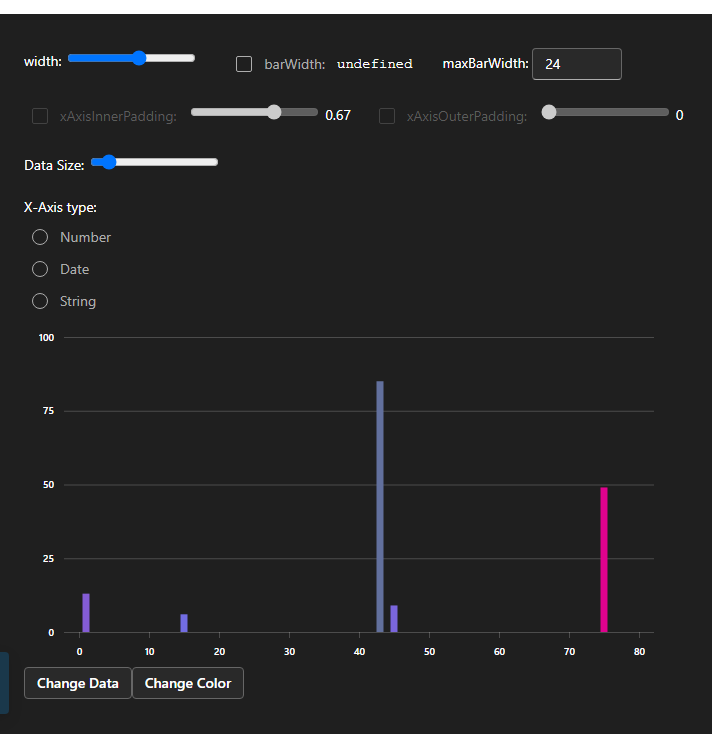 width: barWidth: undefined maxBarWidth: 24
xAxisInnerPadding: 0.67 xAxisOuterPadding: 0
Data Size:
X-Axis type:
Number
Date
String
100
75
50
25
0
0 10 20 30 40 50 60 70 80
Change Data Change Color